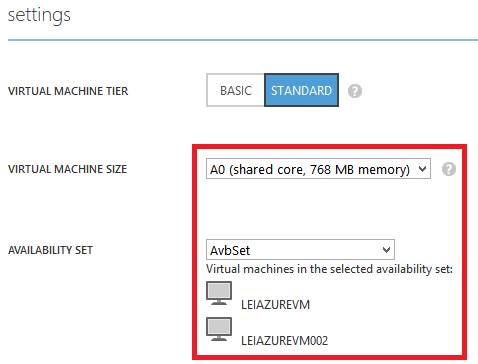 settings
VIRTUAL MACHINE TIER
BASIC
STANDARD
?
VIRTUAL MACHINE SIZE
A0 (shared core, 768 MB memory)
?
AVAILABILITY SET
AvbSet
Virtual machines in the selected availability set:
LEIAZUREVM
LEIAZUREVM002